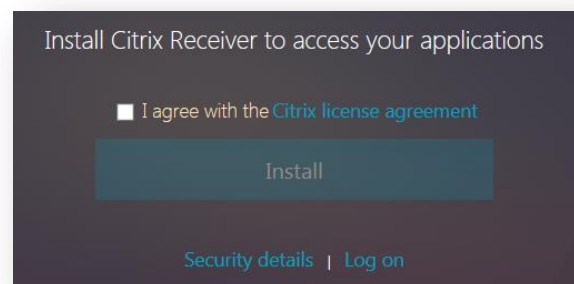 Install Citrix Receiver to access your applications
I agree with the Citrix license agreement
Install
Security details | Log on